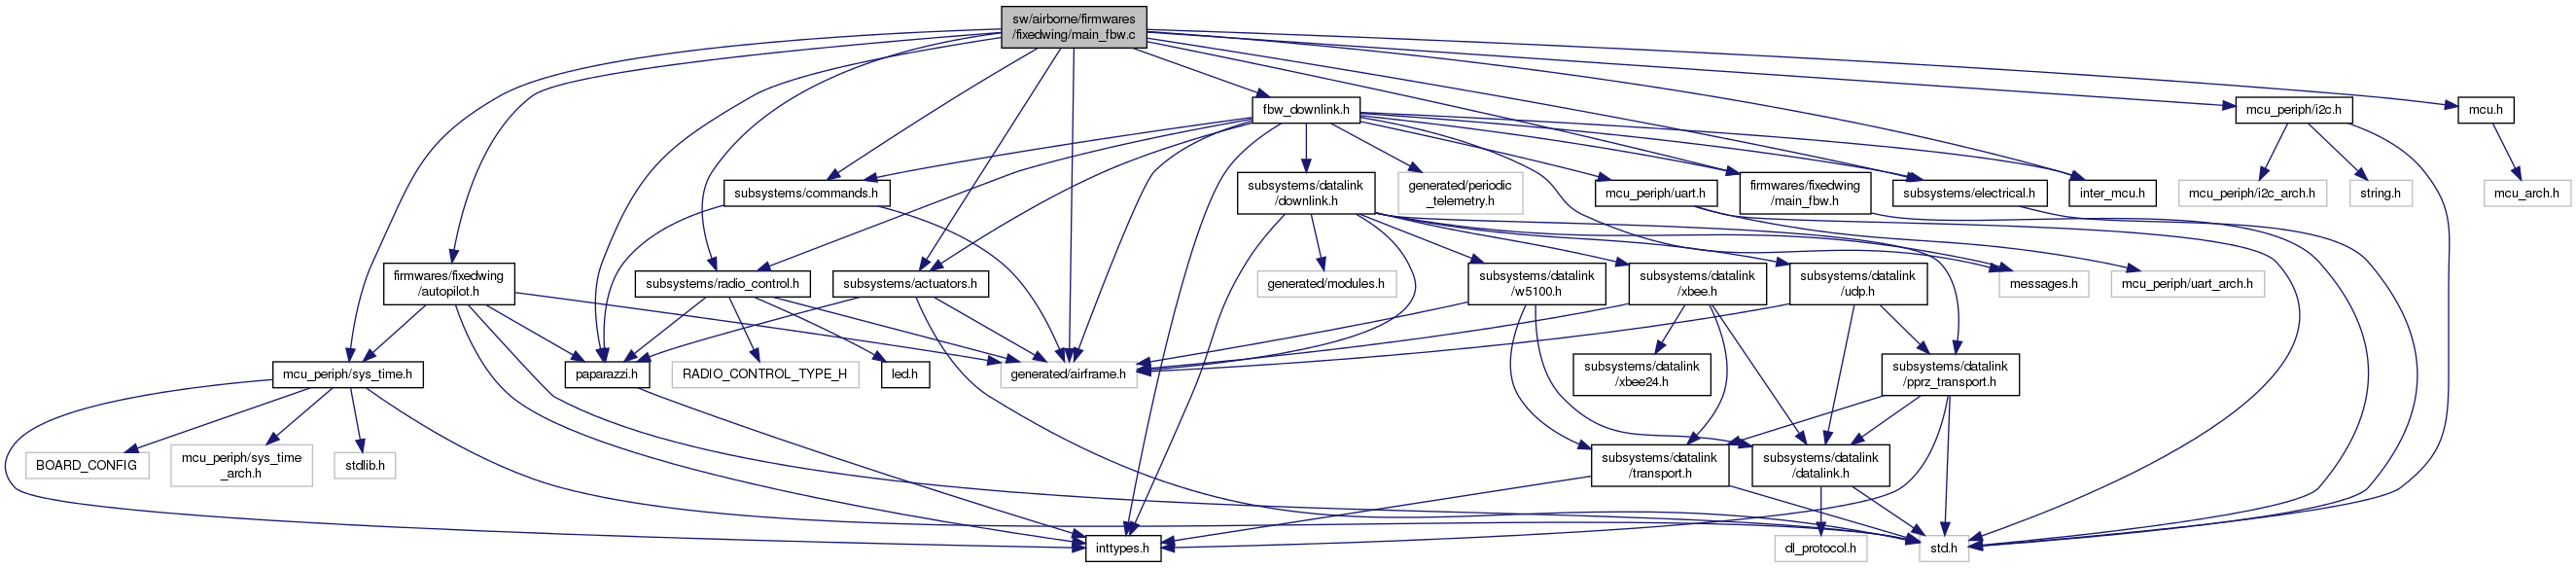 sw/airborne/firmwares
/fixedwing/main_fbw.c
fbw_downlink.h
mcu_periph/i2c.h
mcu.h
subsystems/commands.h
subsystems/datalink
/downlink.h
generated/periodic
_telemetry.h
mcu_periph/uart.h
firmwares/fixedwing
/main_fbw.h
subsystems/electrical.h
inter_mcu.h
mcu_periph/i2c_arch.h
string.h
mcu_arch.h
firmwares/fixedwing
/autopilot.h
subsystems/radio_control.h
subsystems/actuators.h
generated/modules.h
subsystems/datalink
/w5100.h
subsystems/datalink
/xbee.h
subsystems/datalink
/udp.h
messages.h
mcu_periph/uart_arch.h
mcu_periph/sys_time.h
paparazzi.h
RADIO_CONTROL_TYPE_H
led.h
generated/airframe.h
subsystems/datalink
/xbee24.h
subsystems/datalink
/pprz_transport.h
BOARD_CONFIG
mcu_periph/sys_time
_arch.h
stdlib.h
subsystems/datalink
/transport.h
subsystems/datalink
/datalink.h
inttypes.h
dl_protocol.h
std.h